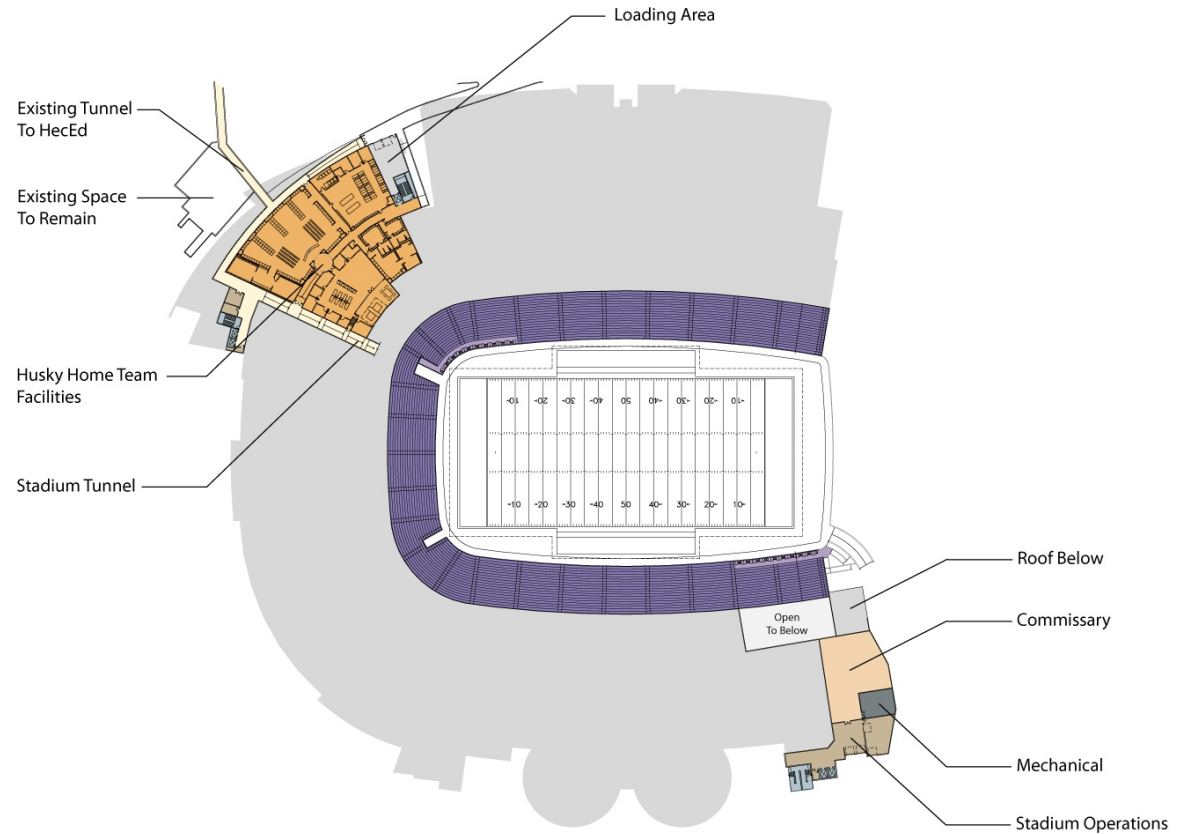 Loading Area
Existing Tunnel
To HecEd
Existing Space
To Remain
Husky Home Team
Facilities
Stadium Tunnel
-10 -20 -30 -40 50 40- 30- 20- 10-
-10 -20 -30 -40 50 40- 30- 20- 10-
Roof Below
Open
To Below
Commissary
Mechanical
Stadium Operations